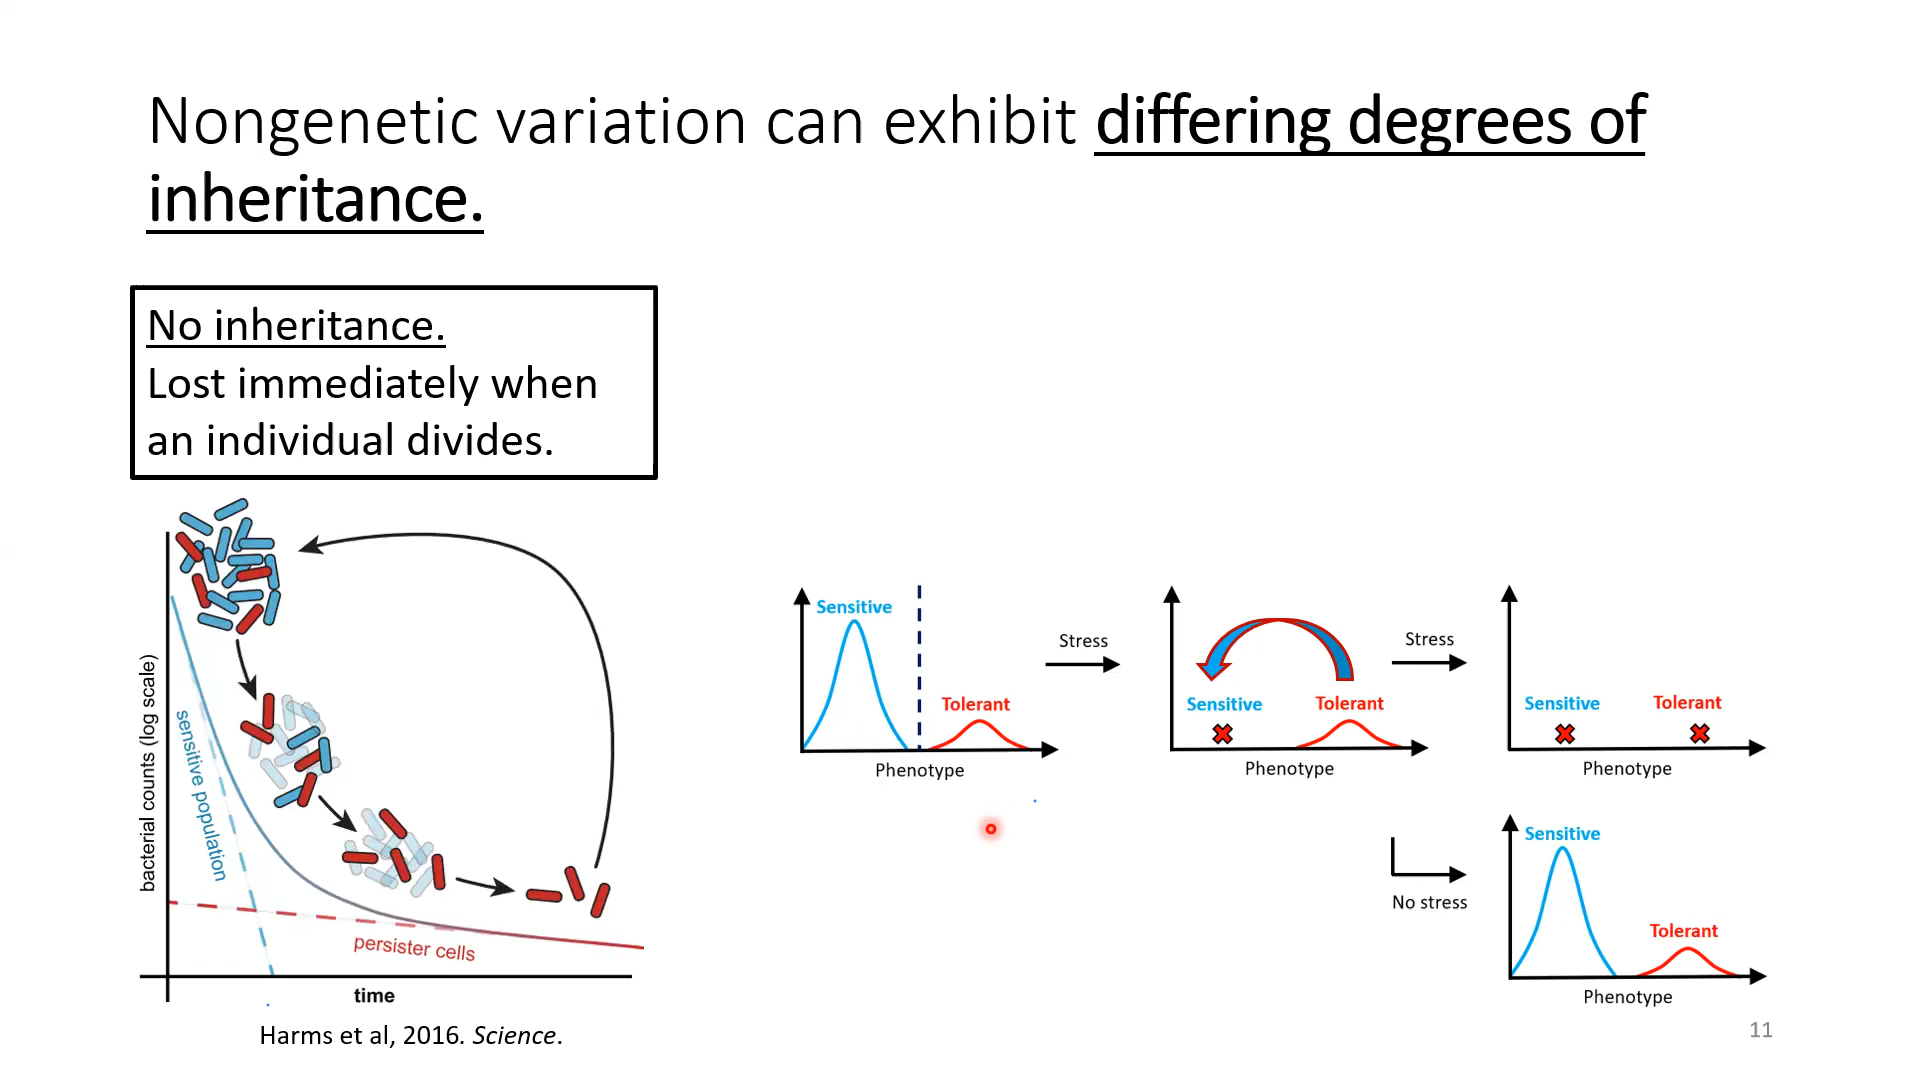 Nongenetic variation can exhibit differing degrees of
inheritance.
No inheritance.
Lost immediately when
an individual divides.
bacterial counts (log scale)
sensitive population
persister cells
time
Harms et al, 2016. Science.
Sensitive
Tolerant
Phenotype
Stress
Sensitive
Tolerant
Phenotype
Stress
Sensitive
Tolerant
Phenotype
No stress
Sensitive
Tolerant
Phenotype
11